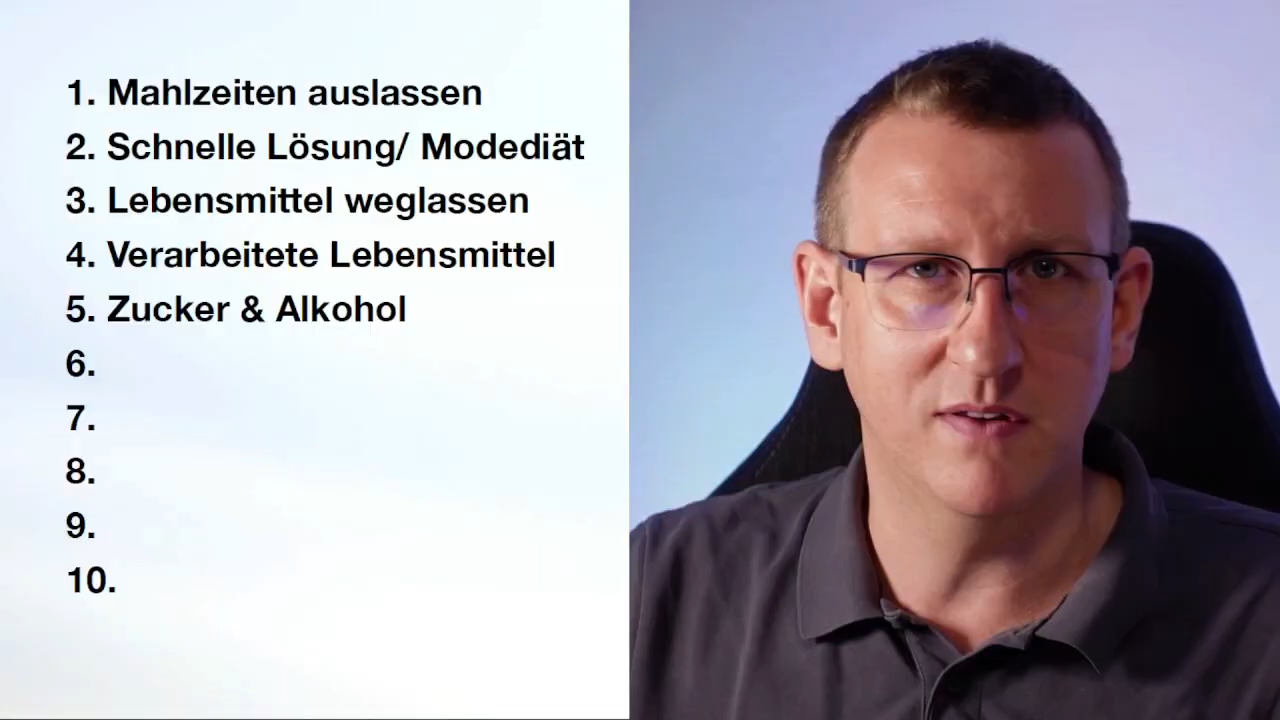 1. Mahlzeiten auslassen
2. Schnelle Lösung/ Modediät
3. Lebensmittel weglassen
4. Verarbeitete Lebensmittel
5. Zucker & Alkohol
6.
7.
8.
9.
10.